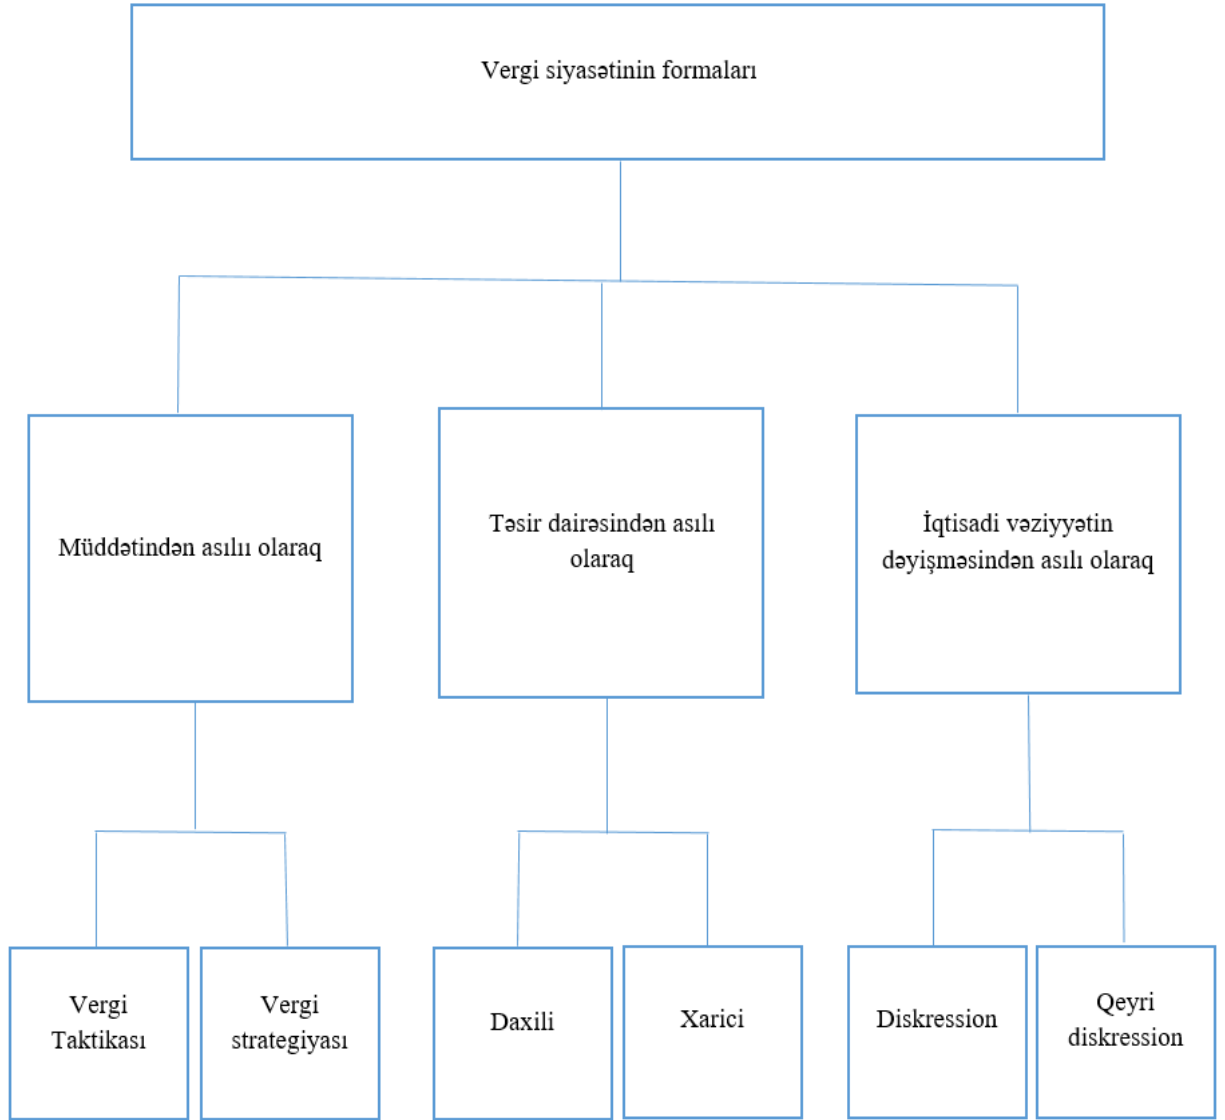 Vergi siyasətinin formaları
Müddətindən asılıı olaraq
Təsir dairəsindən asılı
olaraq
İqtisadi vəziyyətin
dəyişməsindən asılı olaraq
Vergi
Taktikası
Vergi
strategiyası
Daxili
Xarici
Diskression
Qeyri
diskression